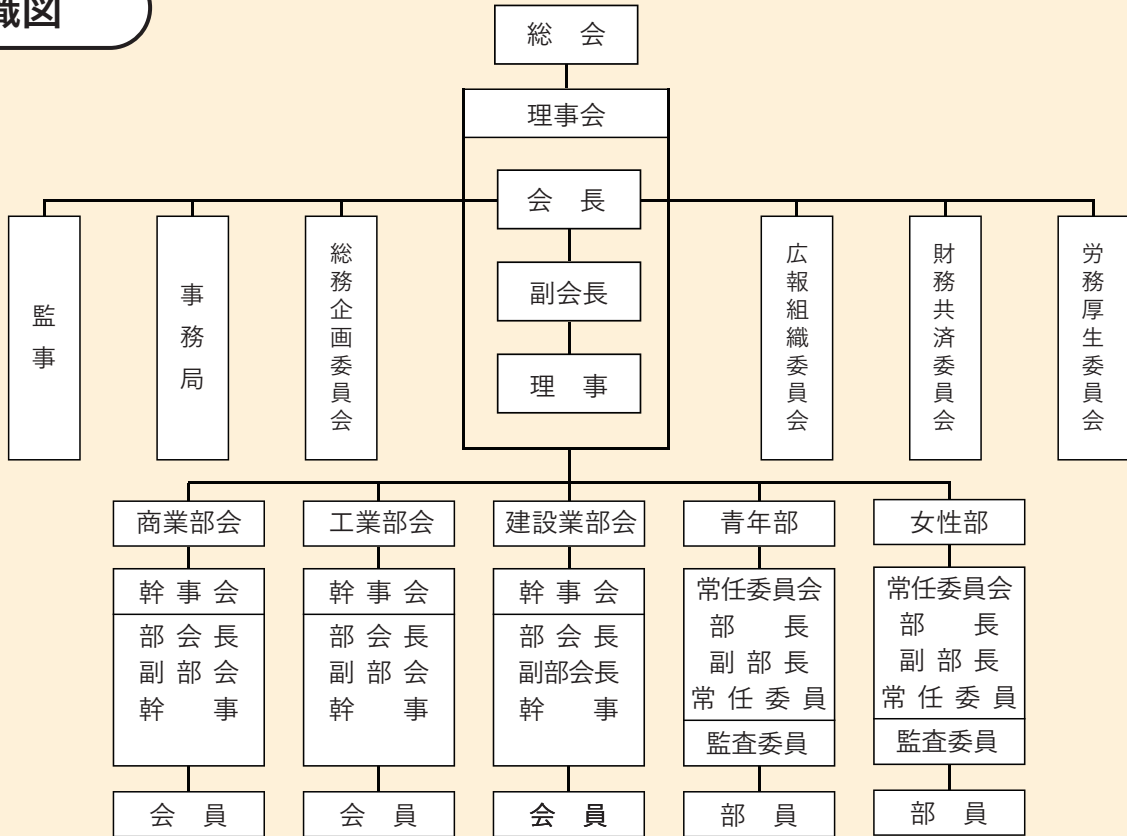 織図
総　会
理事会
会　長
副会長
理　事
監事
事務局
総務企画委員会
広報組織委員会
財務共済委員会
労務厚生委員会
商業部会
幹 事 会
部 会 長
副 部 会
幹　　事
会　員
工業部会
幹 事 会
部 会 長
副 部 会
幹　　事
会　員
建設業部会
幹 事 会
部 会 長
副部会長
幹　　事
会　員
青年部
常任委員会
部　　長
副 部 長
常 任 委 員
監査委員
部　員
女性部
常任委員会
部　　長
副 部 長
常 任 委 員
監査委員
部　員